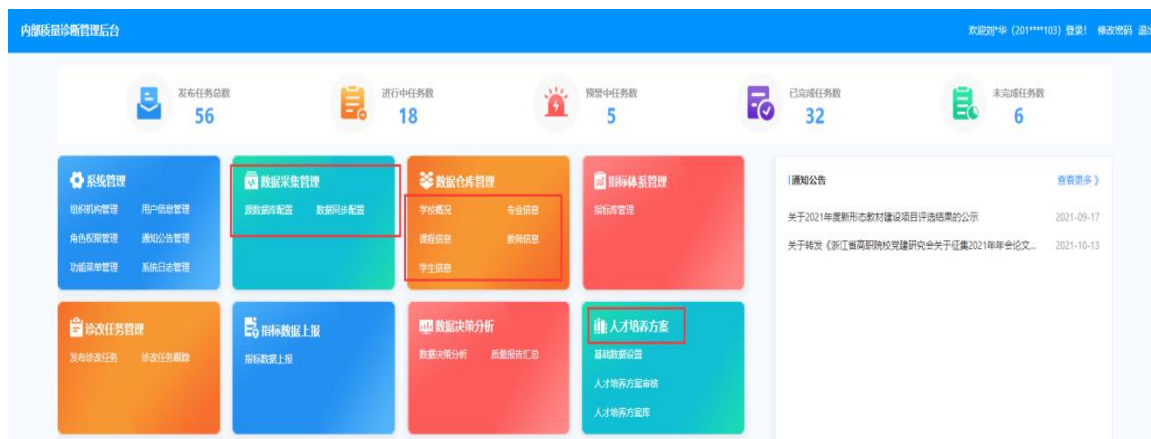 内部质量诊断管理后台
欢迎刘*华 (201****103) 登录! 修改密码 退出
发布任务总数
56
进行中任务数
18
预警中任务数
5
已完成任务数
32
未完成任务数
6
系统管理
组织机构管理 用户信息管理
角色权限管理 通知公告管理
功能菜单管理 系统日志管理
数据采集管理
源数据库配置 数据同步配置
数据仓库管理
学校概况 专业信息
课程信息 教师信息
学生信息
指标体系管理
指标库管理
通知公告 查看更多 》
关于2021年度新形态教材建设项目评选结果的公示 2021-09-17
关于转发《浙江省高职院校党建研究会关于征集2021年年会论文... 2021-10-13
诊改任务管理
发布诊改任务 诊改任务跟踪
指标数据上报
指标数据上报
数据决策分析
数据决策分析 质量报告汇总
人才培养方案
基础数据设置
人才培养方案审核
人才培养方案库